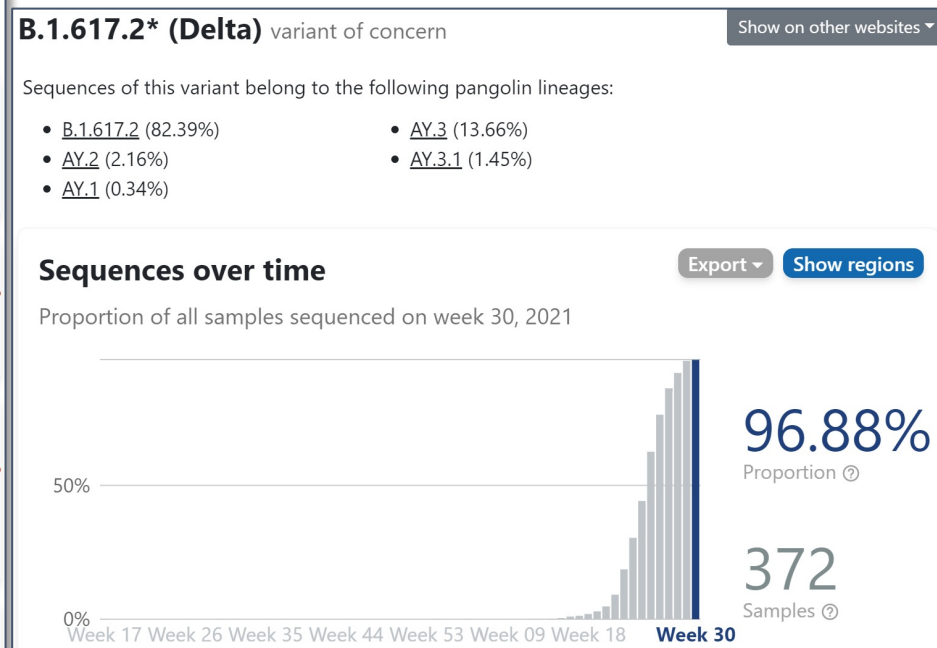 B.1.617.2* (Delta) variant of concern
Show on other websites
Sequences of this variant belong to the following pangolin lineages:
B.1.617.2 (82.39%)
AY.2 (2.16%)
AY.1 (0.34%)
AY.3 (13.66%)
AY.3.1 (1.45%)
Sequences over time
Export
Show regions
Proportion of all samples sequenced on week 30, 2021
96.88%
Proportion ?
50%
372
Samples ?
0%
Week 17 Week 26 Week 35 Week 44 Week 53 Week 09 Week 18 Week 30